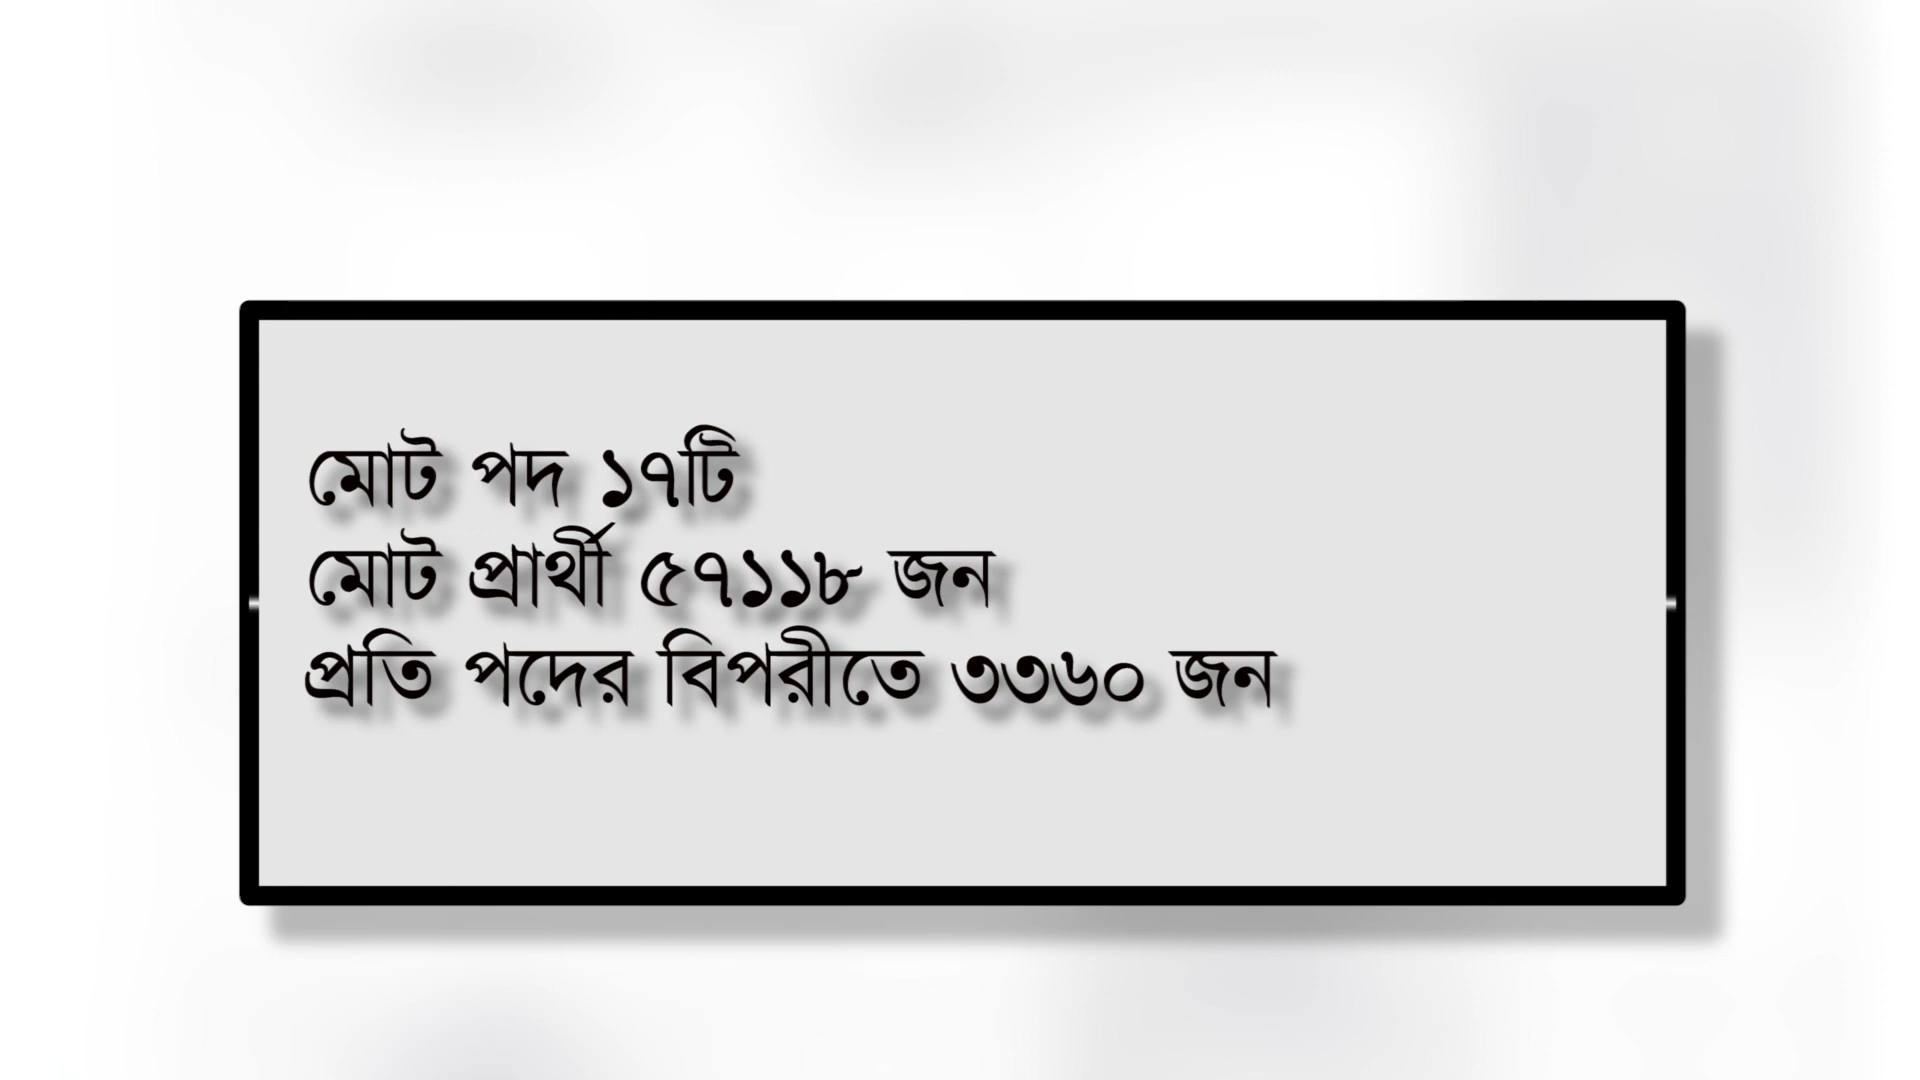 মোট পদ ১৭টি
মোট প্রার্থী ৫৭১১৮ জন
প্রতি পদের বিপরীতে ৩৩৬০ জন